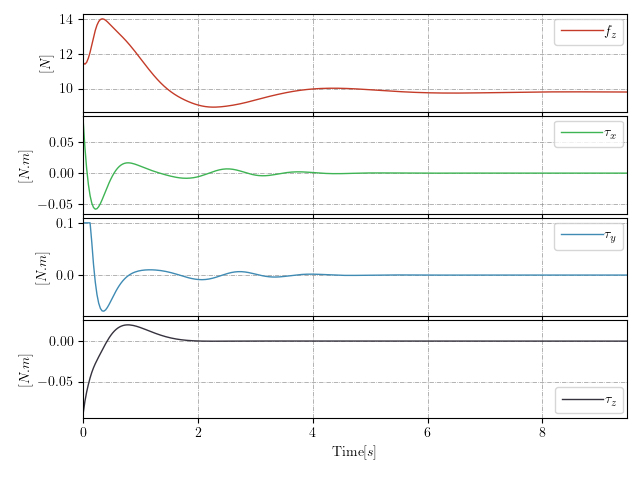 14
12
10
[N]
f_z
0.05
0.00
−0.05
[N.m]
τ_x
0.1
0.0
[N.m]
τ_y
0.00
−0.05
[N.m]
τ_z
0 2 4 6 8
Time[s]